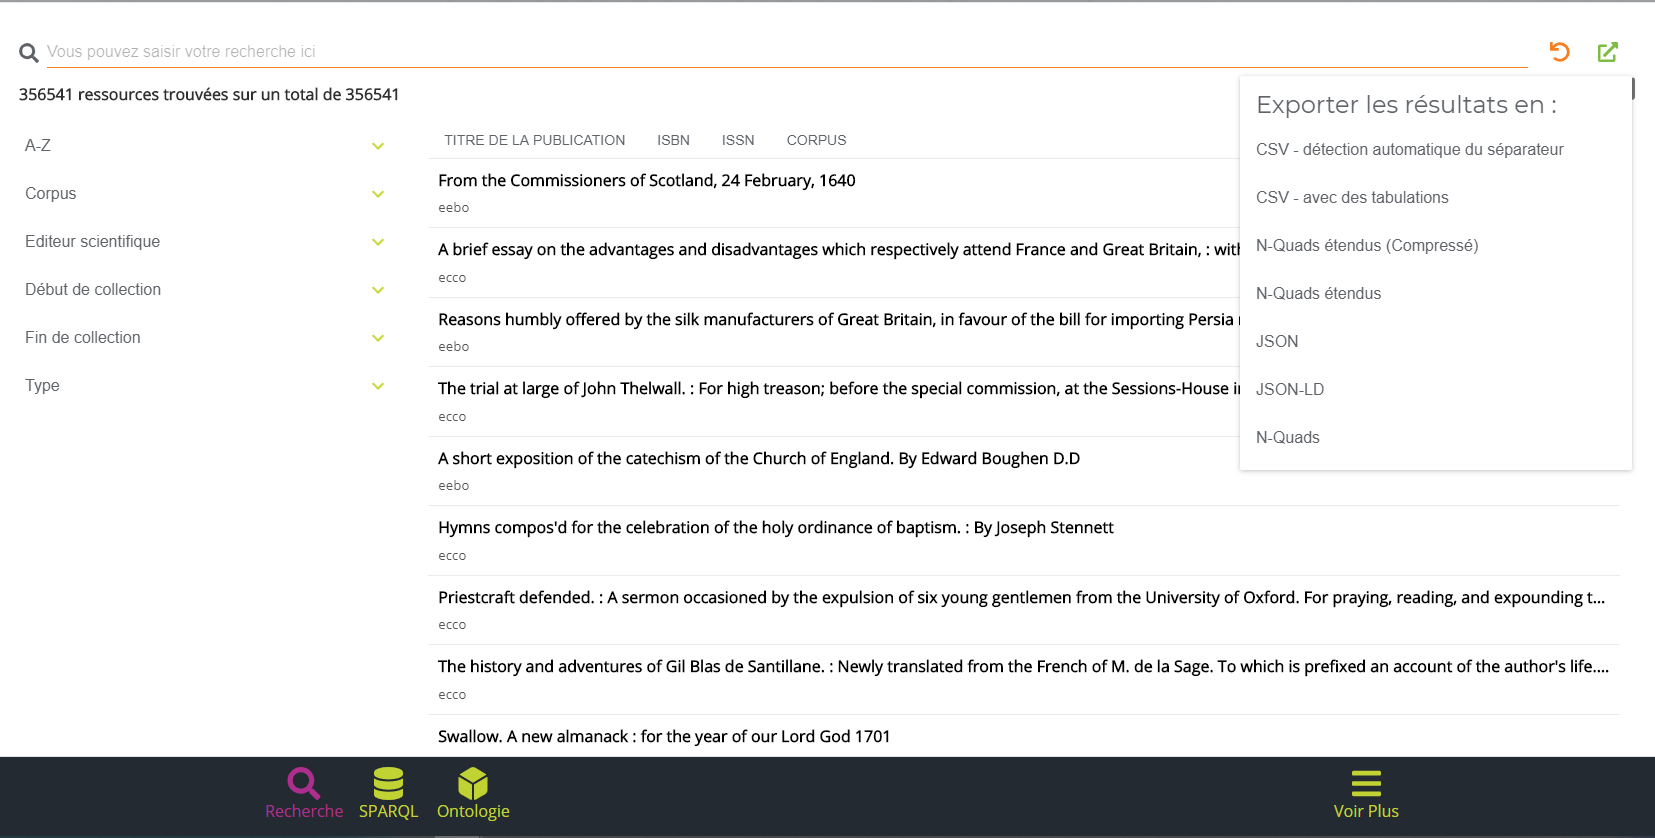 Vous pouvez saisir votre recherche ici
356541 ressources trouvées sur un total de 356541
A-Z
Corpus
Editeur scientifique
Début de collection
Fin de collection
Type
TITRE DE LA PUBLICATION ISBN ISSN CORPUS
From the Commissioners of Scotland, 24 February, 1640
eebo
A brief essay on the advantages and disadvantages which respectively attend France and Great Britain, : with
ecco
Reasons humbly offered by the silk manufacturers of Great Britain, in favour of the bill for importing Persia
eebo
The trial at large of John Thelwall. : For high treason; before the special commission, at the Sessions-House
ecco
A short exposition of the catechism of the Church of England. By Edward Boughen D.D
eebo
Hymns compos'd for the celebration of the holy ordinance of baptism. : By Joseph Stennett
ecco
Priestcraft defended. : A sermon occasioned by the expulsion of six young gentlemen from the University of Oxford. For praying, reading, and expounding t...
ecco
The history and adventures of Gil Blas de Santillane. : Newly translated from the French of M. de la Sage. To which is prefixed an account of the author's life....
ecco
Swallow. A new almanack : for the year of our Lord God 1701
Exporter les résultats en :
CSV - détection automatique du séparateur
CSV - avec des tabulations
N-Quads étendus (Compressé)
N-Quads étendus
JSON
JSON-LD
N-Quads
Recherche SPARQL Ontologie Voir Plus